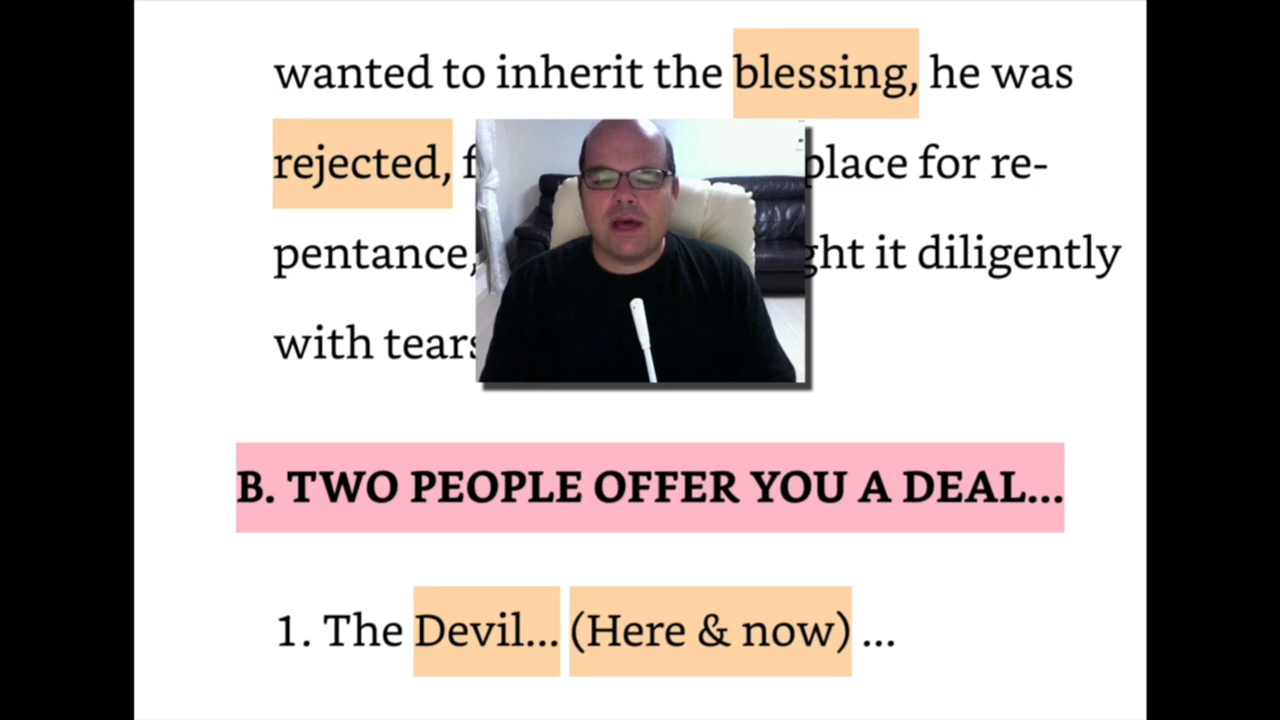 wanted to inherit the blessing, he was
rejected, place for re-
pentance, it diligently
with tears
B. TWO PEOPLE OFFER YOU A DEAL...
1. The Devil... (Here & now) ...